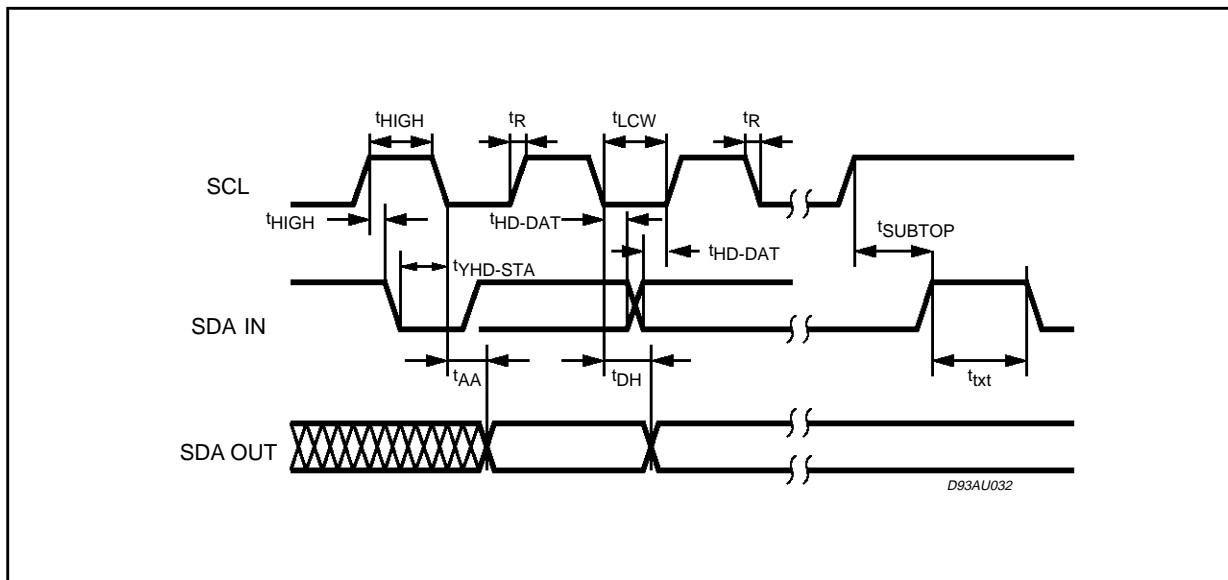 tHIGH tR tLCW tR
SCL
tHIGH tHD-DAT tSUBTOP
tYHD-STA tHD-DAT
SDA IN
tAA tDH ttxt
SDA OUT
D93AU032